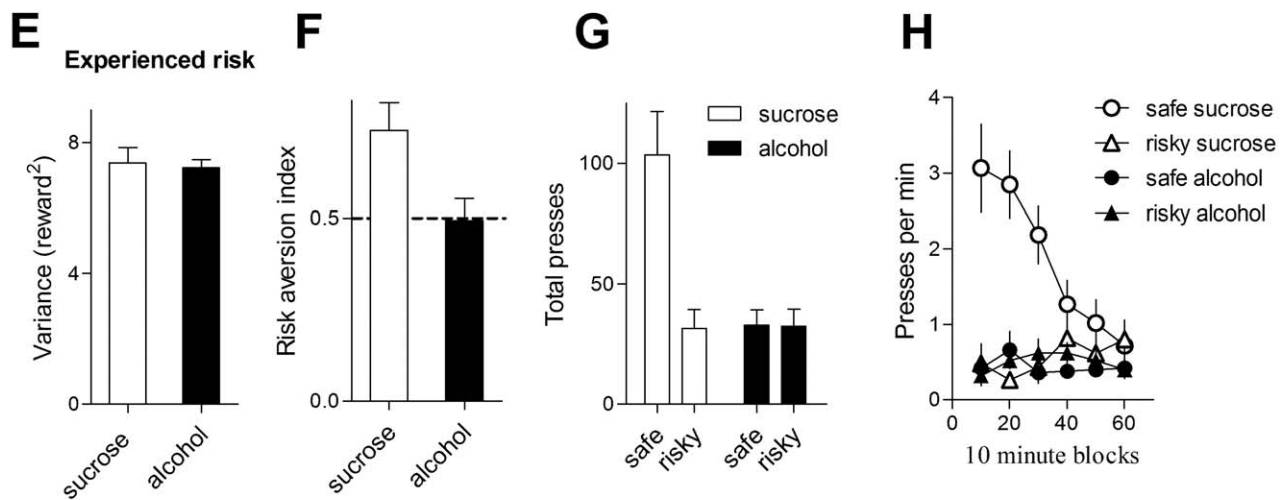 E
Experienced risk
Variance (reward²)
8
4
0
sucrose
alcohol
F
Risk aversion index
0.5
0.0
sucrose
alcohol
G
sucrose
alcohol
Total presses
100
50
0
safe
risky
safe
risky
H
safe sucrose
risky sucrose
safe alcohol
risky alcohol
Presses per min
4
3
2
1
0
0 20 40 60
10 minute blocks